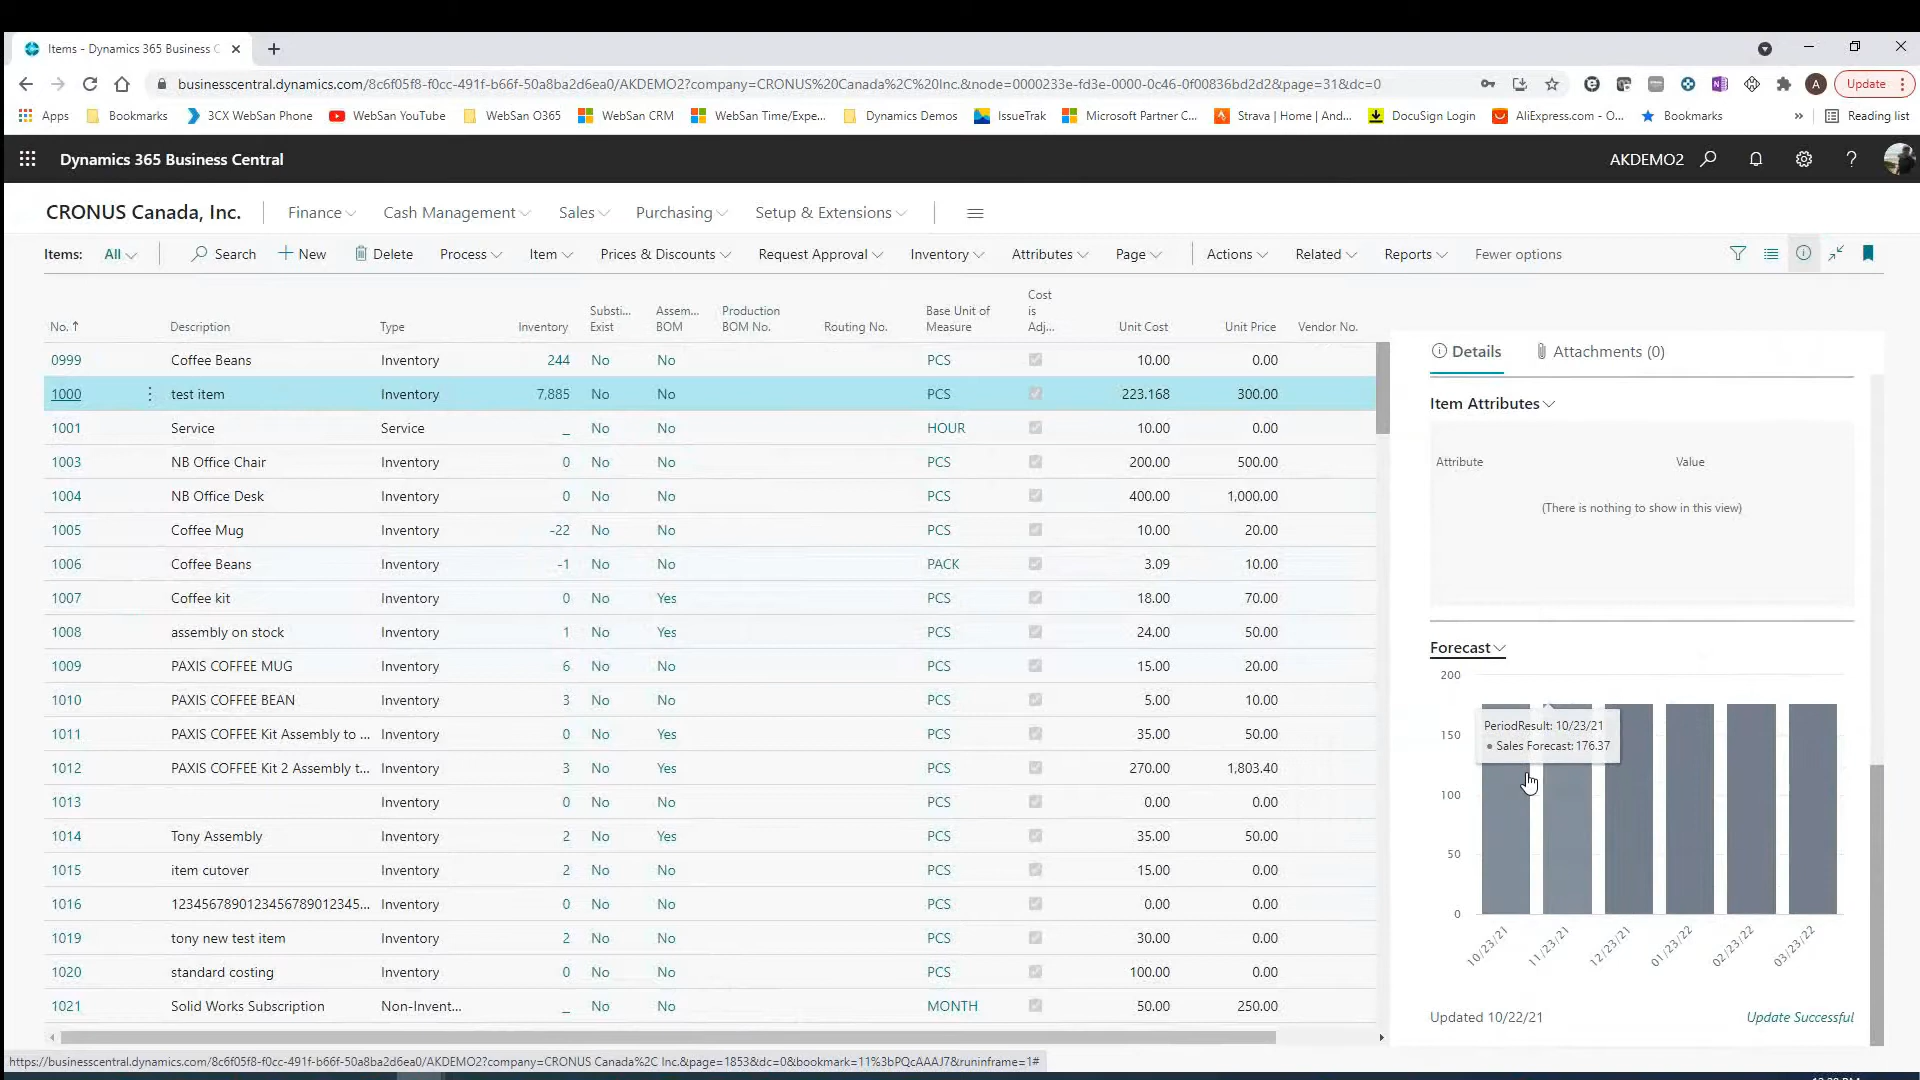 Items - Dynamics 365 Business C
businesscentral.dynamics.com/8c6f05f8-f0cc-491f-b66f-50a8ba2d6ea0/AKDEMO2?company=CRONUS%20Canada%2C%20Inc.&node=0000233e-fd3e-0000-0c46-0f00836bd2d2&page=31&dc=0
A Update
Apps Bookmarks 3CX WebSan Phone WebSan YouTube WebSan O365 WebSan CRM WebSan Time/Expe... Dynamics Demos IssueTrak Microsoft Partner C... Strava | Home | And... DocuSign Login AliExpress.com - O... Bookmarks » Reading list
Dynamics 365 Business Central AKDEMO2
CRONUS Canada, Inc. Finance Cash Management Sales Purchasing Setup & Extensions
Items: All Search + New Delete Process Item Prices & Discounts Request Approval Inventory Attributes Page Actions Related Reports Fewer options
No. ↑ Description Type Inventory Substi... Exist Assem... BOM Production BOM No. Routing No. Base Unit of Measure Cost is Adj... Unit Cost Unit Price Vendor No.
0999 Coffee Beans Inventory 244 No No PCS 10.00 0.00
1000 test item Inventory 7,885 No No PCS 223.168 300.00
1001 Service Service _ No No HOUR 10.00 0.00
1003 NB Office Chair Inventory 0 No No PCS 200.00 500.00
1004 NB Office Desk Inventory 0 No No PCS 400.00 1,000.00
1005 Coffee Mug Inventory -22 No No PCS 10.00 20.00
1006 Coffee Beans Inventory -1 No No PACK 3.09 10.00
1007 Coffee kit Inventory 0 No Yes PCS 18.00 70.00
1008 assembly on stock Inventory 1 No Yes PCS 24.00 50.00
1009 PAXIS COFFEE MUG Inventory 6 No No PCS 15.00 20.00
1010 PAXIS COFFEE BEAN Inventory 3 No No PCS 5.00 10.00
1011 PAXIS COFFEE Kit Assembly to ... Inventory 0 No Yes PCS 35.00 50.00
1012 PAXIS COFFEE Kit 2 Assembly t... Inventory 3 No Yes PCS 270.00 1,803.40
1013 Inventory 0 No No PCS 0.00 0.00
1014 Tony Assembly Inventory 2 No Yes PCS 35.00 50.00
1015 item cutover Inventory 2 No No PCS 15.00 0.00
1016 1234567890123456789012345... Inventory 0 No No PCS 0.00 0.00
1019 tony new test item Inventory 2 No No PCS 30.00 0.00
1020 standard costing Inventory 0 No No PCS 100.00 0.00
1021 Solid Works Subscription Non-Invent... _ No No MONTH 50.00 250.00
Details Attachments (0)
Item Attributes
Attribute Value
(There is nothing to show in this view)
Forecast
200
150
100
50
0
PeriodResult: 10/23/21
Sales Forecast: 176.37
10/23/21 11/23/21 12/23/21 01/23/22 02/23/22 03/23/22
Updated 10/22/21 Update Successful
https://businesscentral.dynamics.com/8c6f05f8-f0cc-491f-b66f-50a8ba2d6ea0/AKDEMO2?company=CRONUS Canada%2C Inc.&page=1853&dc=0&bookmark=11%3bPQcAAAJ7&runinframe=1#